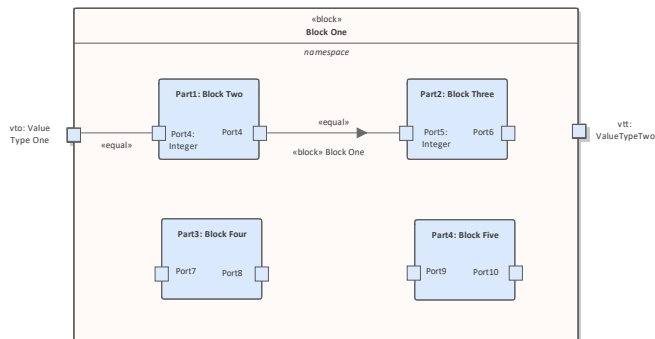 «block»
Block One
namespace
Part1: Block Two
Part2: Block Three
vto: Value
Type One
«equal»
Port4:
Integer
Port4
«equal»
«block» Block One
Port5:
Integer
Port6
vtt:
ValueTypeTwo
Part3: Block Four
Part4: Block Five
Port7
Port8
Port9
Port10